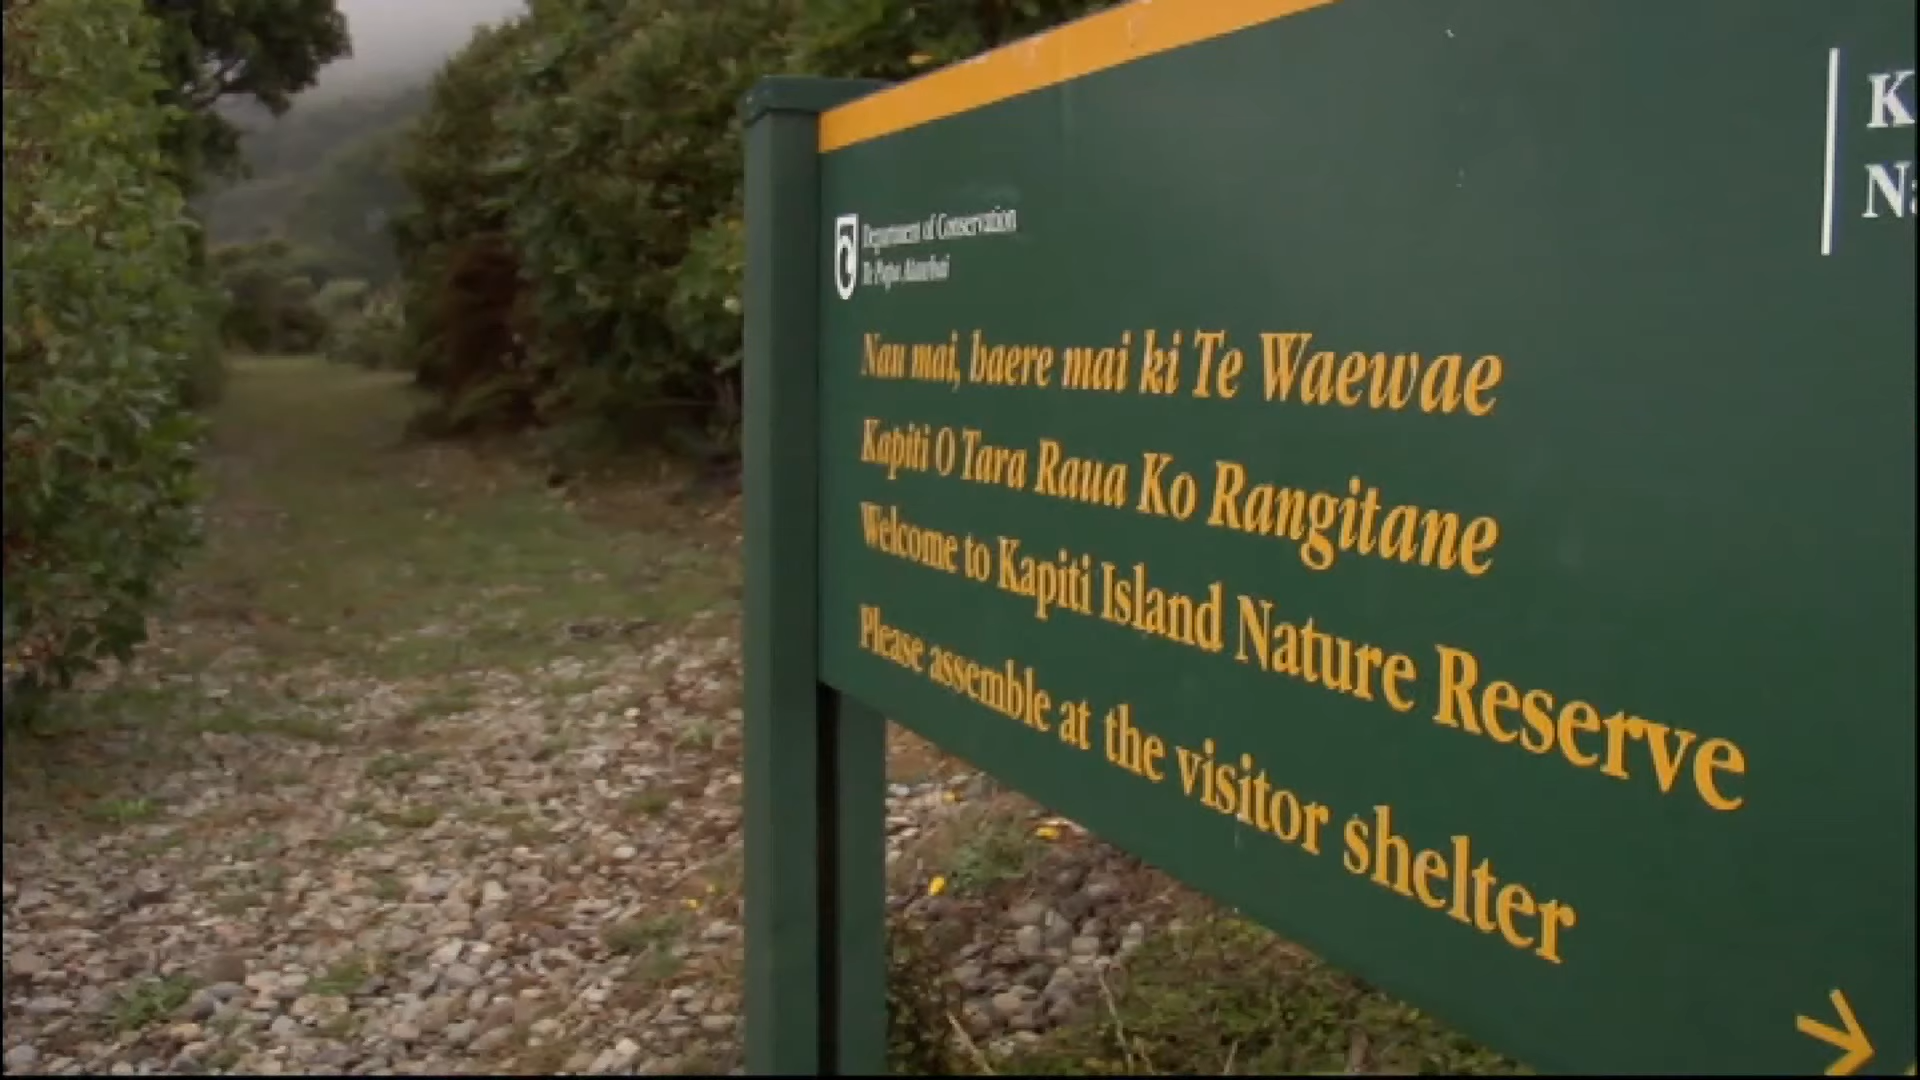 Department of Conservation
Te Papa Atawhai
Nau mai, haere mai ki Te Waewae
Kapiti O Tara Raua Ko Rangitane
Welcome to Kapiti Island Nature Reserve
Please assemble at the visitor shelter
K
Na